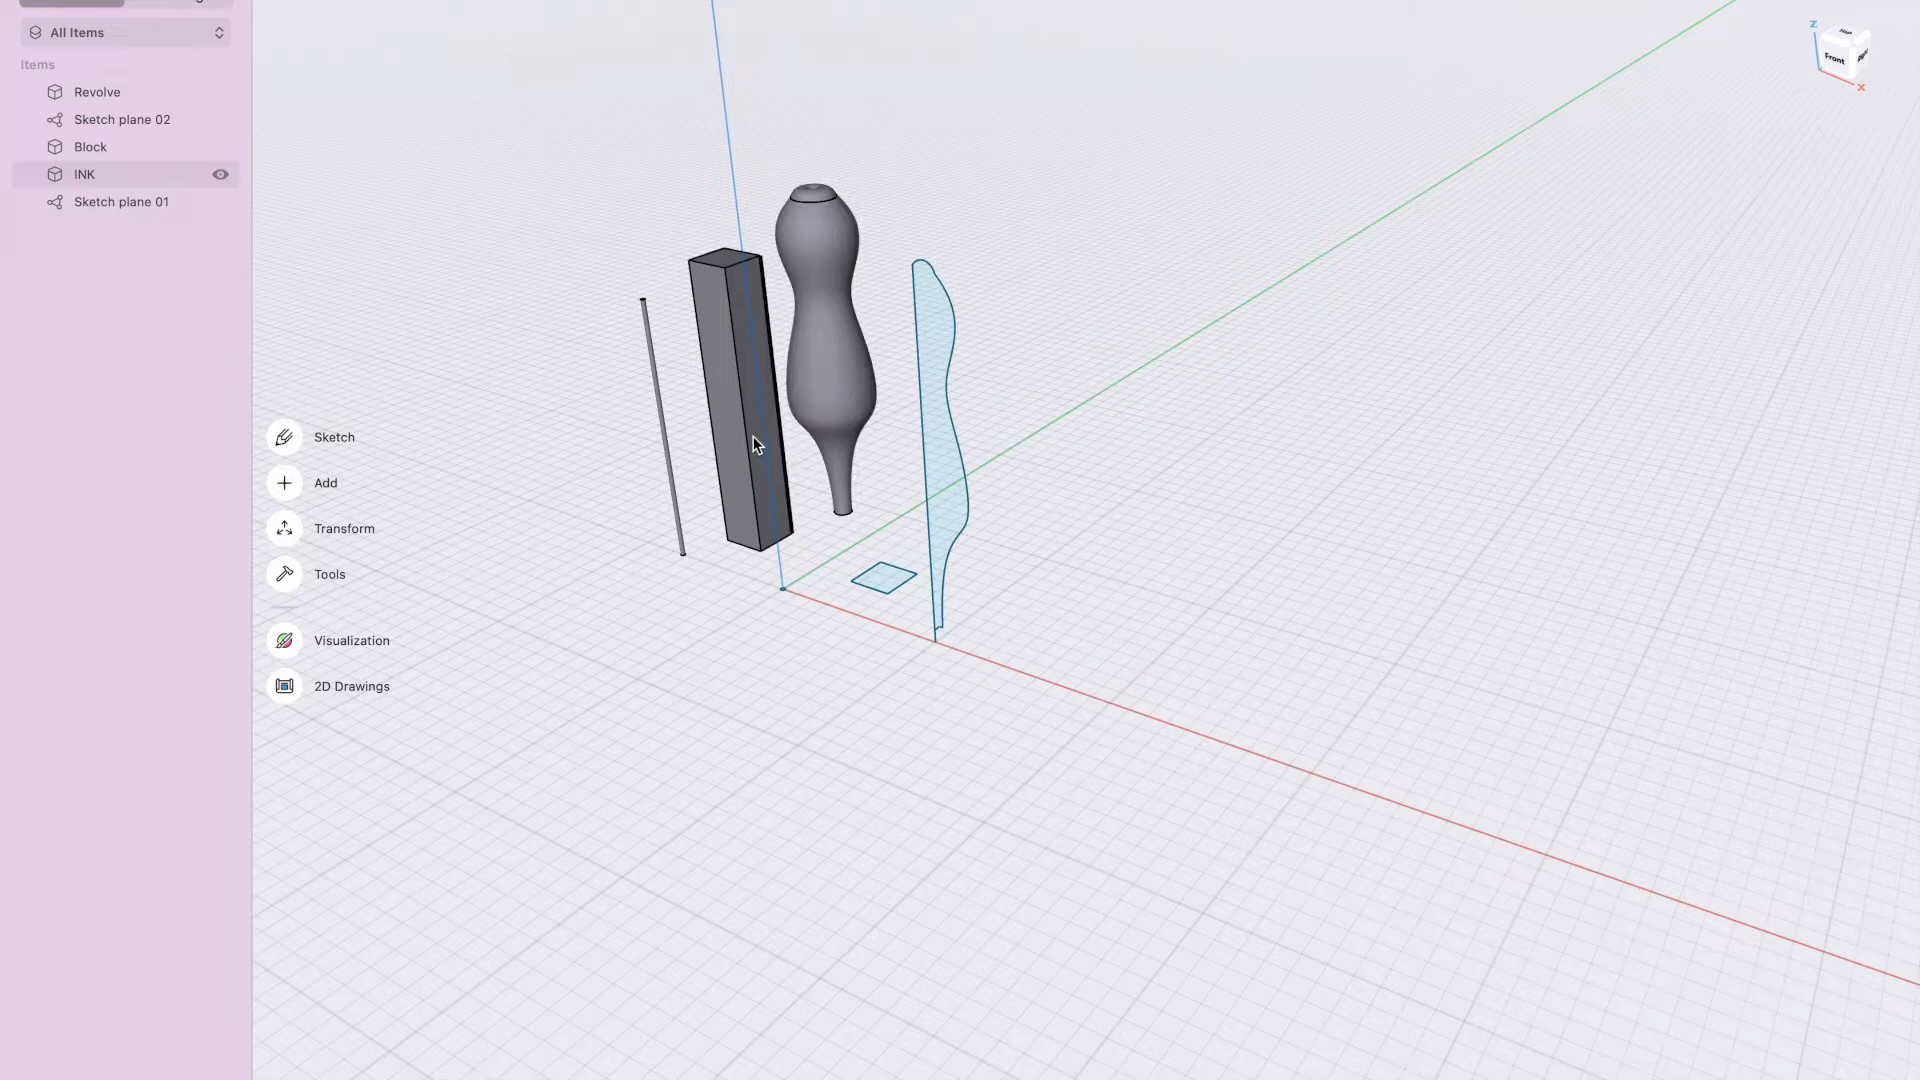 All Items
Items
Revolve
Sketch plane 02
Block
INK
Sketch plane 01
Sketch
Add
Transform
Tools
Visualization
2D Drawings
Z
Front
X